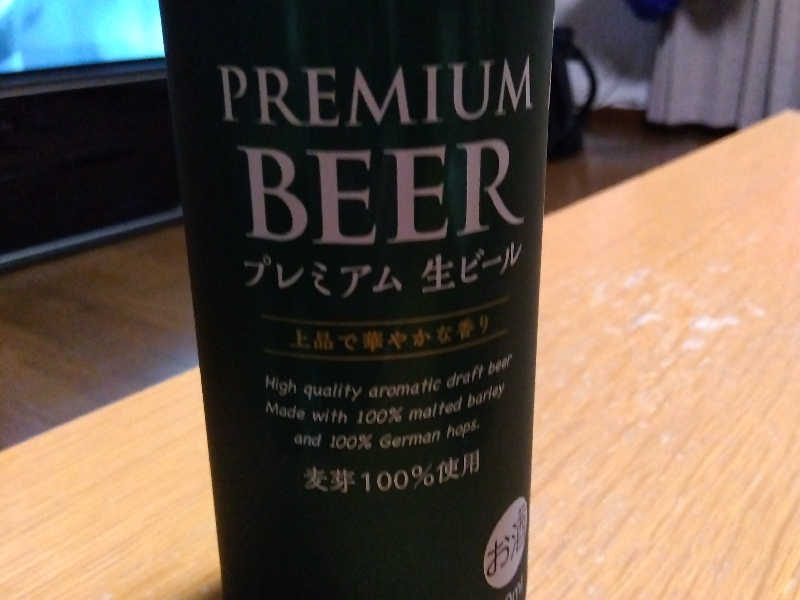 PREMIUM
BEER
プレミアム 生ビール
上品で華やかな香り
High quality aromatic draft beer
Made with 100% malted barley
and 100% German hops.
麦芽100%使用
お酒